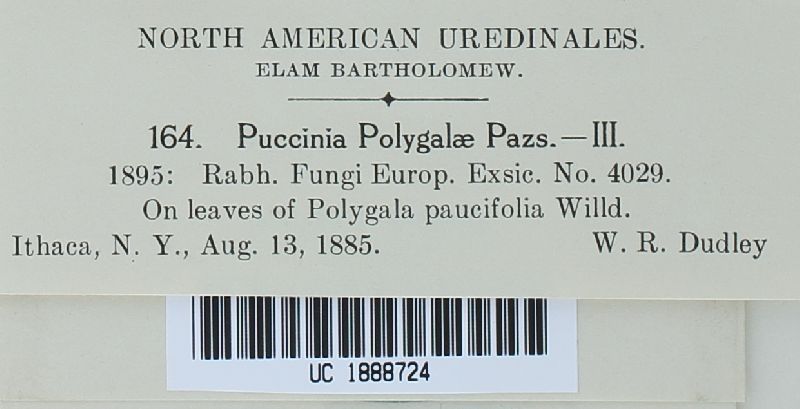 NORTH AMERICAN UREDINALES.
ELAM BARTHOLOMEW.
164. Puccinia Polygalæ Pazs.—III.
1895: Rabh. Fungi Europ. Exsic. No. 4029.
On leaves of Polygala paucifolia Willd.
Ithaca, N. Y., Aug. 13, 1885. W. R. Dudley
UC 1888724